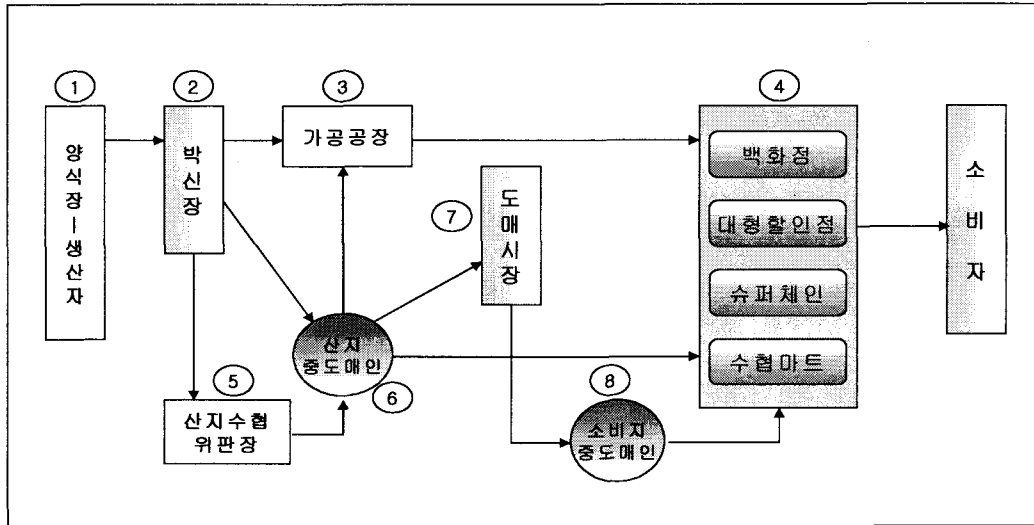 ①
②
③
④
양식장-생산자
박신장
가공공장
백화점
소비자
⑦
도매시장
대형할인점
슈퍼체인
산지
중도매인
수협마트
⑤
⑥
⑧
산지수협
위판장
소비지
중도매인